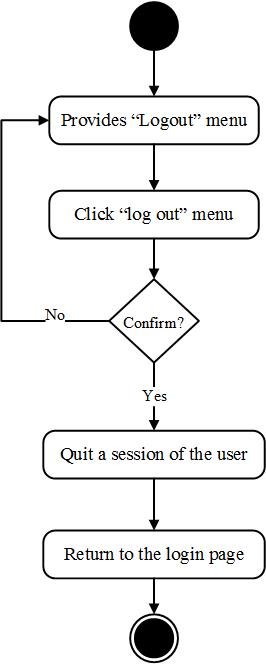 Provides “Logout” menu
Click “log out” menu
Confirm?
No
Yes
Quit a session of the user
Return to the login page